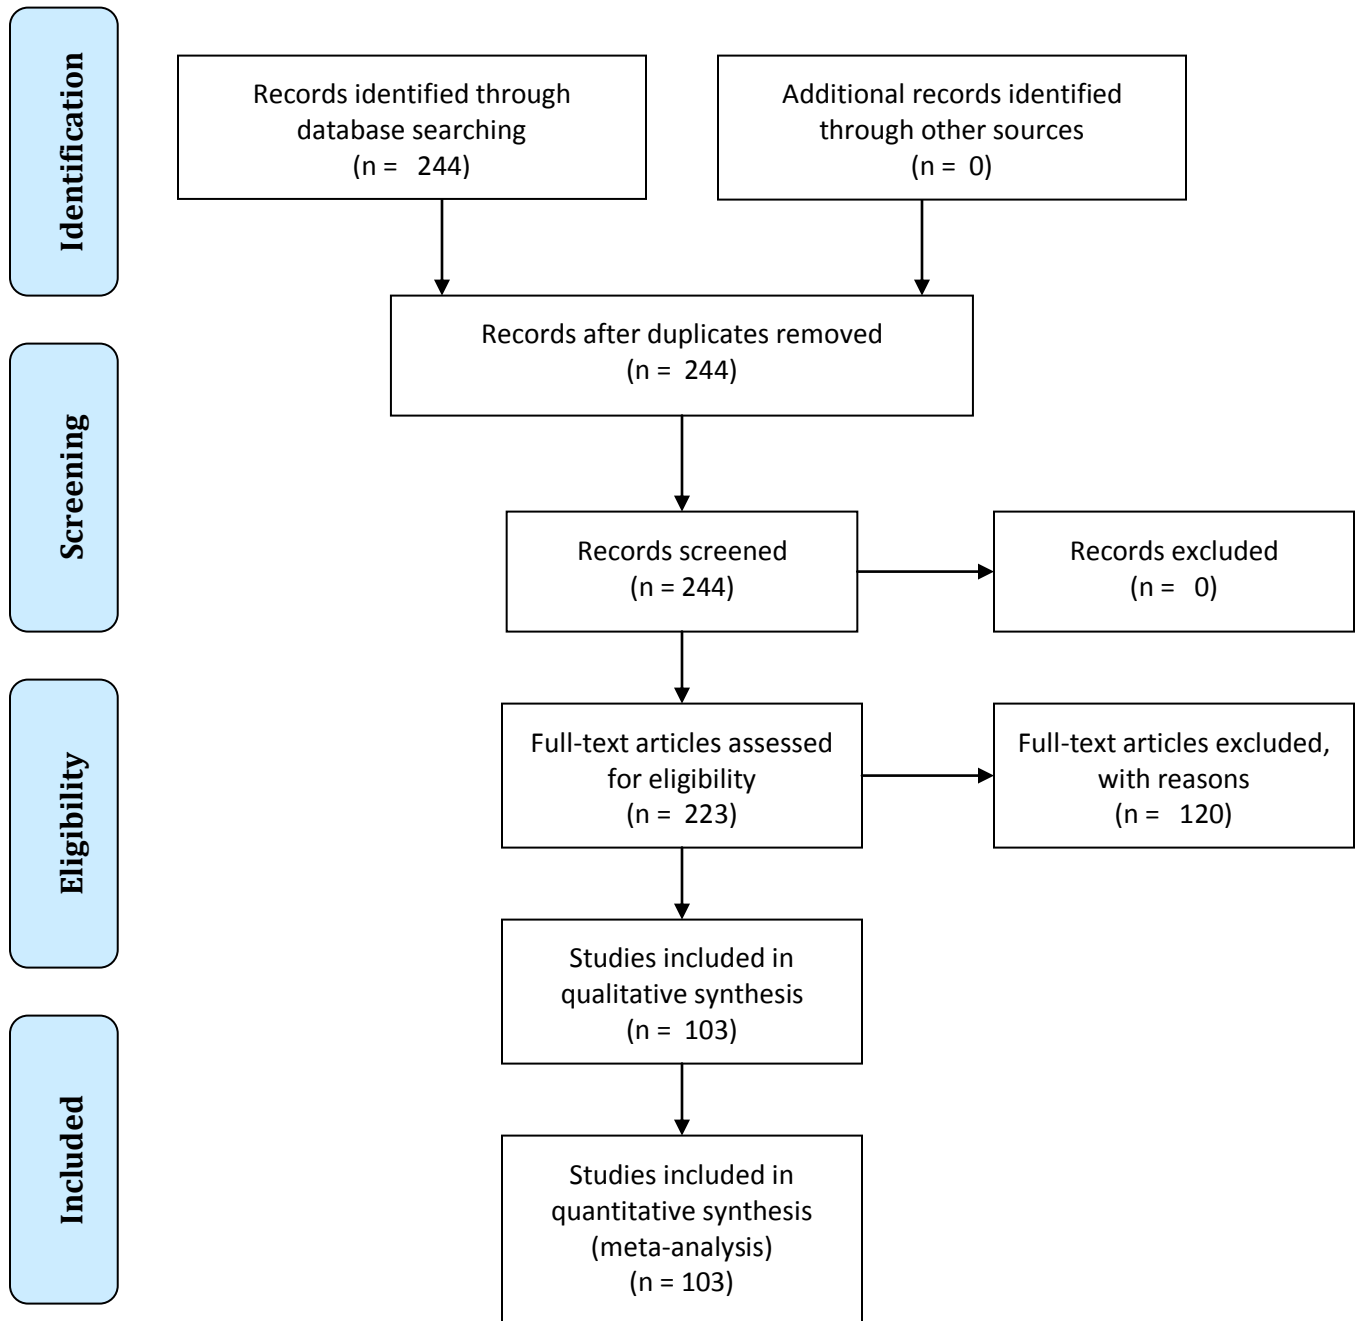 Identification
Records identified through
database searching
(n = 244)
Additional records identified
through other sources
(n = 0)
Records after duplicates removed
(n = 244)
Screening
Records screened
(n = 244)
Records excluded
(n = 0)
Eligibility
Full-text articles assessed
for eligibility
(n = 223)
Full-text articles excluded,
with reasons
(n = 120)
Studies included in
qualitative synthesis
(n = 103)
Included
Studies included in
quantitative synthesis
(meta-analysis)
(n = 103)